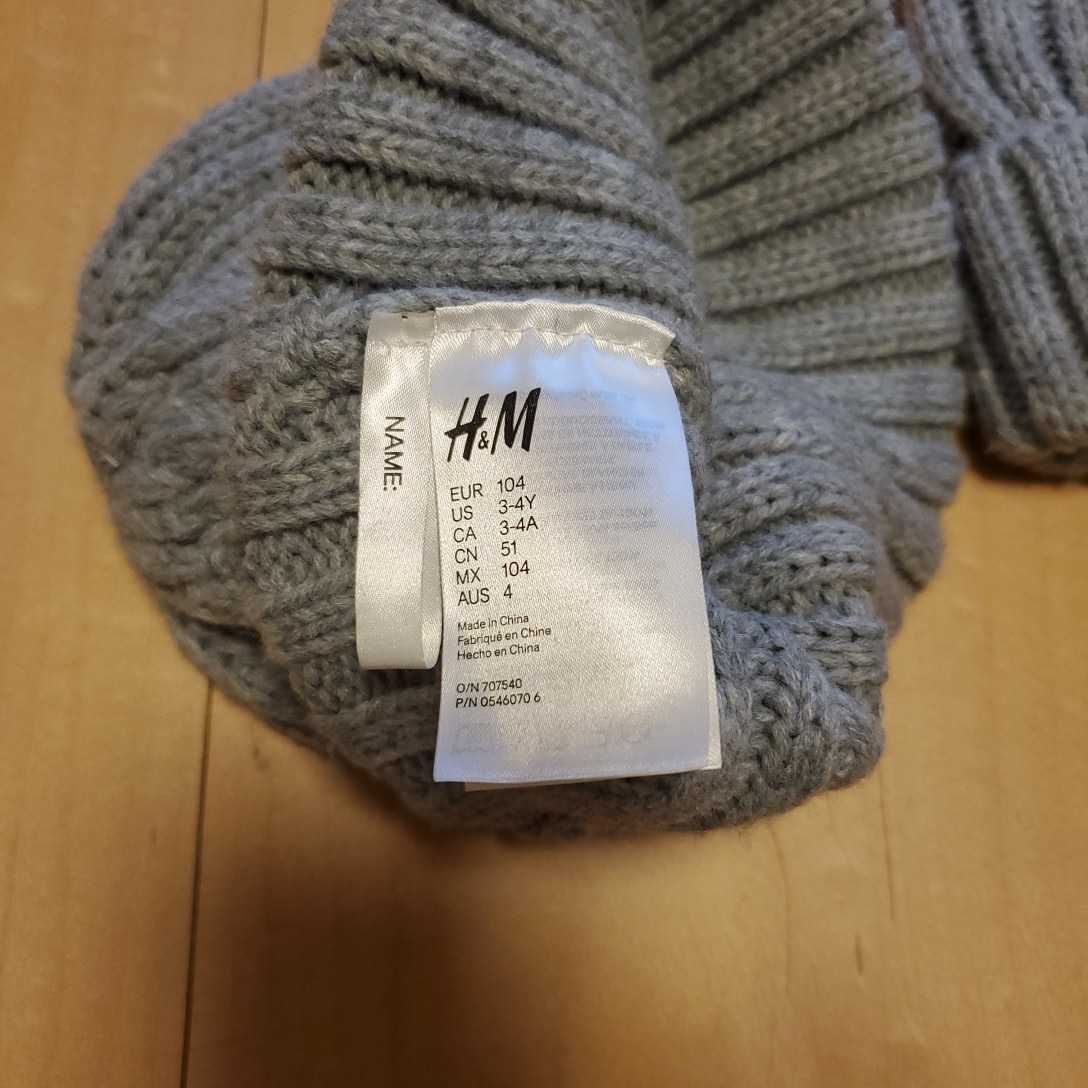 NAME:
H&M
EUR 104
US 3-4Y
CA 3-4A
CN 51
MX 104
AUS 4
Made in China
Fabriqué en Chine
Hecho en China
O/N 707540
P/N 0546070 6